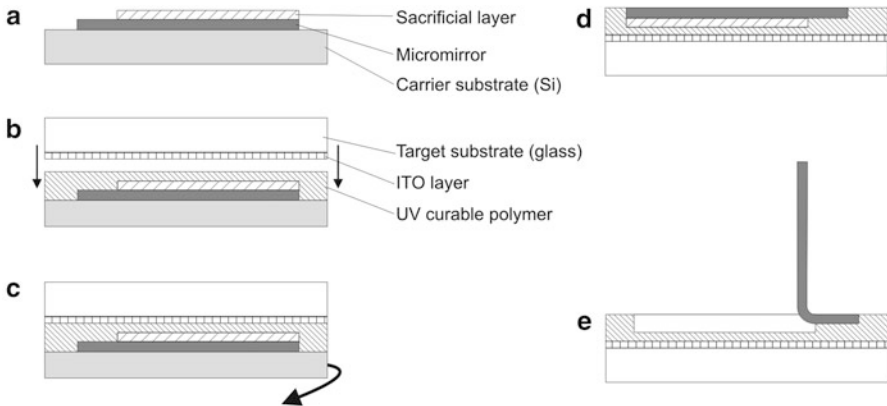 a
Sacrificial layer
Micromirror
Carrier substrate (Si)
b
Target substrate (glass)
ITO layer
UV curable polymer
c
d
e